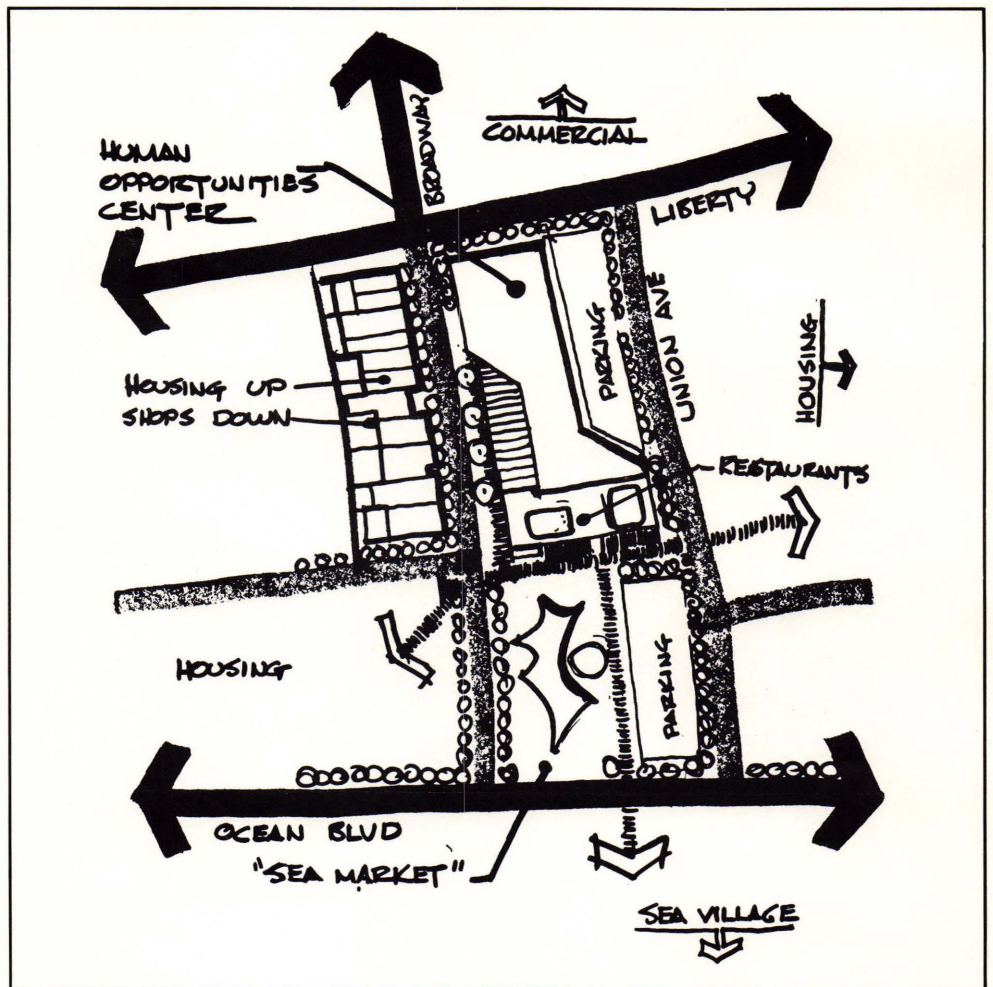 BROADWAY
COMMERCIAL
HUMAN
OPPORTUNITIES
CENTER
LIBERTY
PARKING
UNION AVE
HOUSING
HOUSING UP
SHOPS DOWN
RESTAURANTS
HOUSING
PARKING
OCEAN BLVD
"SEA MARKET"
SEA VILLAGE